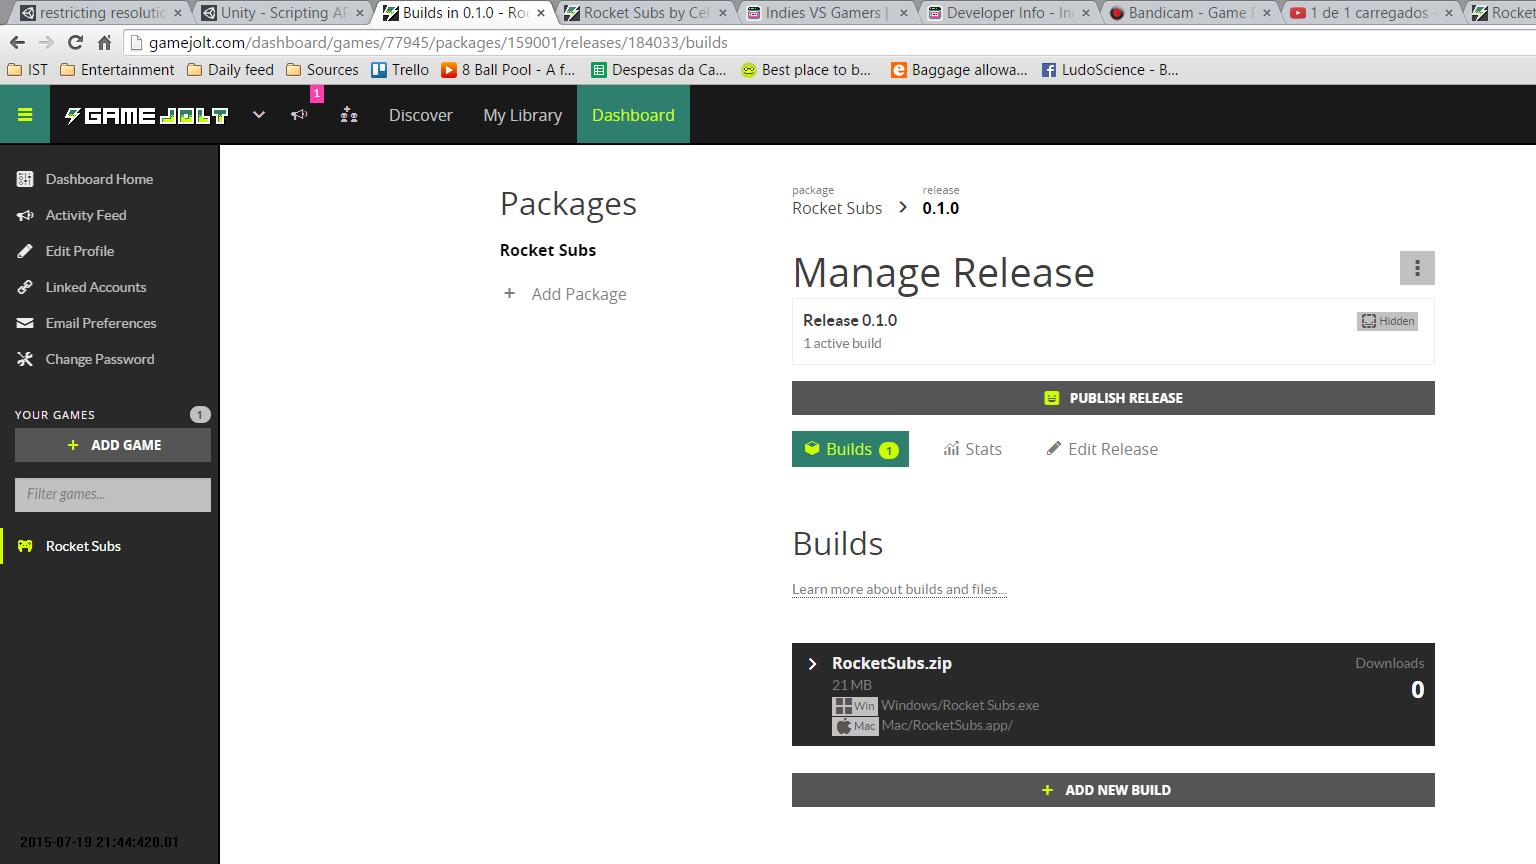 restricting resolutic
Unity - Scripting AP
Builds in 0.1.0 - Ro
Rocket Subs by Cel
Indies VS Gamers |
Developer Info - In
Bandicam - Game F
1 de 1 carregados -
Rocket
gamejolt.com/dashboard/games/77945/packages/159001/releases/184033/builds
IST Entertainment Daily feed Sources Trello 8 Ball Pool - A f... Despesas da Ca... Best place to b... Baggage allowa... LudoScience - B...
GAME JOLT 1 Discover My Library Dashboard
Dashboard Home
Activity Feed
Edit Profile
Linked Accounts
Email Preferences
Change Password
YOUR GAMES 1
+ ADD GAME
Filter games...
Rocket Subs
2015-07-19 21:44:420.01
Packages
Rocket Subs
+ Add Package
package release
Rocket Subs > 0.1.0
Manage Release
Release 0.1.0 Hidden
1 active build
PUBLISH RELEASE
Builds 1 Stats Edit Release
Builds
Learn more about builds and files...
RocketSubs.zip Downloads
21 MB 0
Win Windows/Rocket Subs.exe
Mac Mac/RocketSubs.app/
+ ADD NEW BUILD